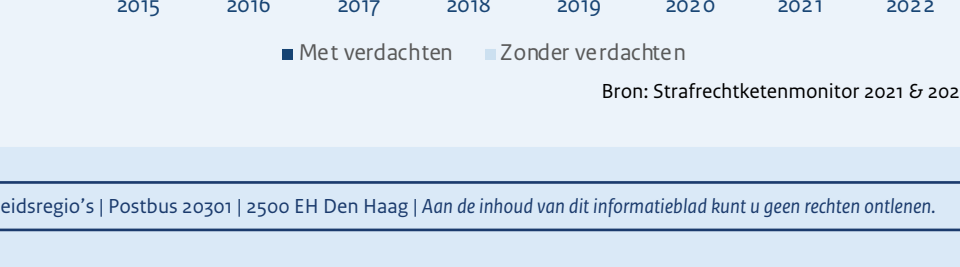 2015 2016 2017 2018 2019 2020 2021 2022
Met verdachten Zonder verdachten
Bron: Strafrechtketenmonitor 2021 & 202
eidsregio's | Postbus 20301 | 2500 EH Den Haag | Aan de inhoud van dit informatieblad kunt u geen rechten ontlenen.